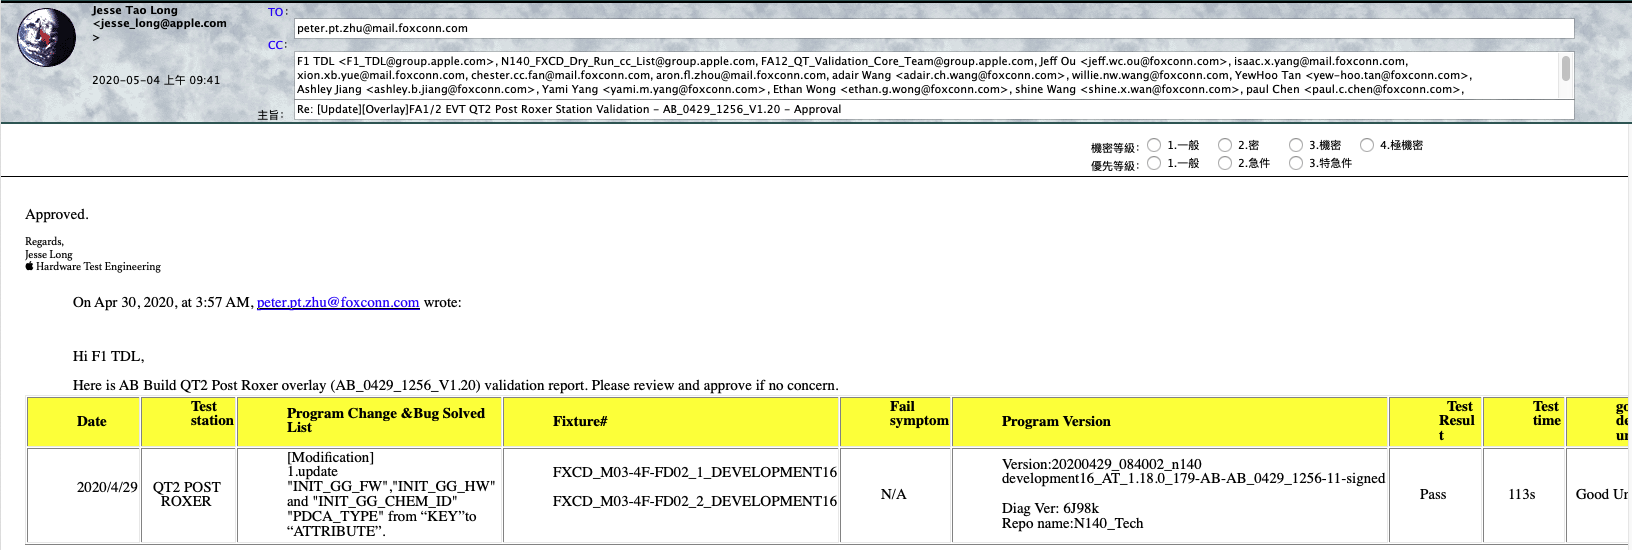 Jesse Tao Long
<jesse_long@apple.com
>
2020-05-04 上午 09:41
TO:
peter.pt.zhu@mail.foxconn.com
CC:
F1 TDL <F1_TDL@group.apple.com>, N140_FXCD_Dry_Run_cc_List@group.apple.com, FA12_QT_Validation_Core_Team@group.apple.com, Jeff Ou <jeff.wc.ou@foxconn.com>, isaac.x.yang@mail.foxconn.com,
xion.xb.yue@mail.foxconn.com, chester.cc.fan@mail.foxconn.com, aron.fl.zhou@mail.foxconn.com, adair Wang <adair.ch.wang@foxconn.com>, willie.nw.wang@foxconn.com, YewHoo Tan <yew-hoo.tan@foxconn.com>,
Ashley Jiang <ashley.b.jiang@foxconn.com>, Yami Yang <yami.m.yang@foxconn.com>, Ethan Wong <ethan.g.wong@foxconn.com>, shine Wang <shine.x.wan@foxconn.com>, paul Chen <paul.c.chen@foxconn.com>,
主旨:
Re: [Update][Overlay]FA1/2 EVT QT2 Post Roxer Station Validation - AB_0429_1256_V1.20 - Approval
機密等級: 1.一般 2.密 3.機密 4.極機密
優先等級: 1.一般 2.急件 3.特急件
Approved.
Regards,
Jesse Long
Hardware Test Engineering
On Apr 30, 2020, at 3:57 AM, peter.pt.zhu@foxconn.com wrote:
Hi F1 TDL,
Here is AB Build QT2 Post Roxer overlay (AB_0429_1256_V1.20) validation report. Please review and approve if no concern.
Date
Test
station
Program Change &Bug Solved
List
Fixture#
Fail
symptom
Program Version
Test
Resul
t
Test
time
go
de
un
2020/4/29
QT2 POST
ROXER
[Modification]
1.update
"INIT_GG_FW","INIT_GG_HW"
and "INIT_GG_CHEM_ID"
"PDCA_TYPE" from “KEY”to
“ATTRIBUTE”.
FXCD_M03-4F-FD02_1_DEVELOPMENT16
FXCD_M03-4F-FD02_2_DEVELOPMENT16
N/A
Version:20200429_084002_n140
development16_AT_1.18.0_179-AB-AB_0429_1256-11-signed
Diag Ver: 6J98k
Repo name:N140_Tech
Pass
113s
Good Un